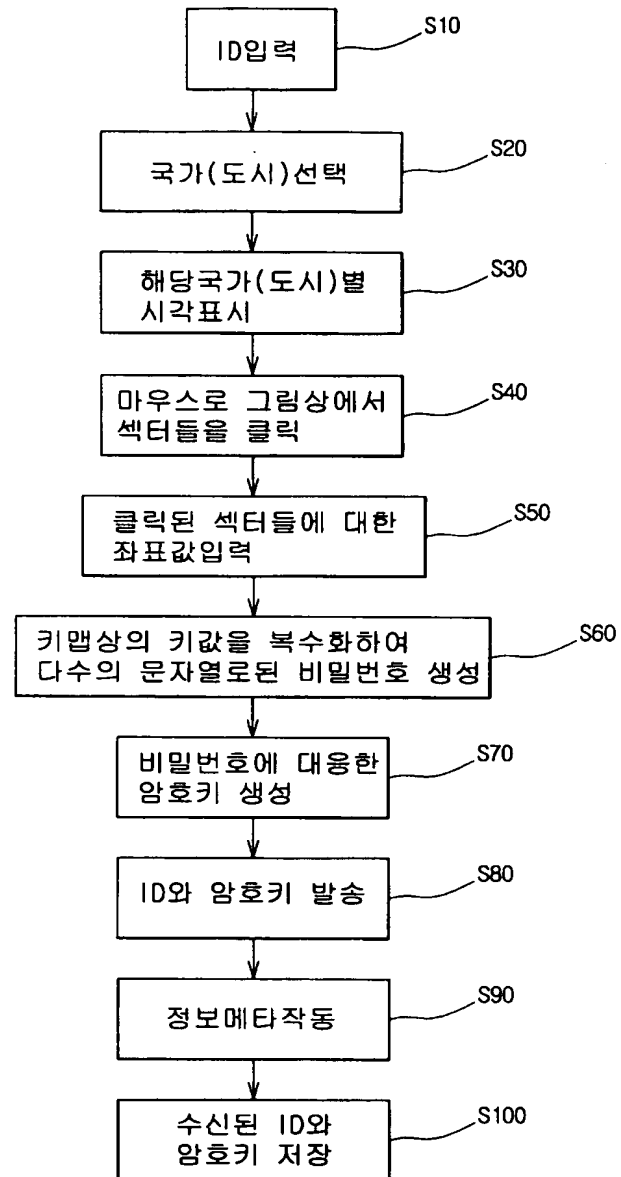 ID입력
S10
국가(도시)선택
S20
해당국가(도시)별
시각표시
S30
마우스로 그림상에서
섹터들을 클릭
S40
클릭된 섹터들에 대한
좌표값입력
S50
키맵상의 키값을 복수화하여
다수의 문자열로된 비밀번호 생성
S60
비밀번호에 대응한
암호키 생성
S70
ID와 암호키 발송
S80
정보메타작동
S90
수신된 ID와
암호키 저장
S100